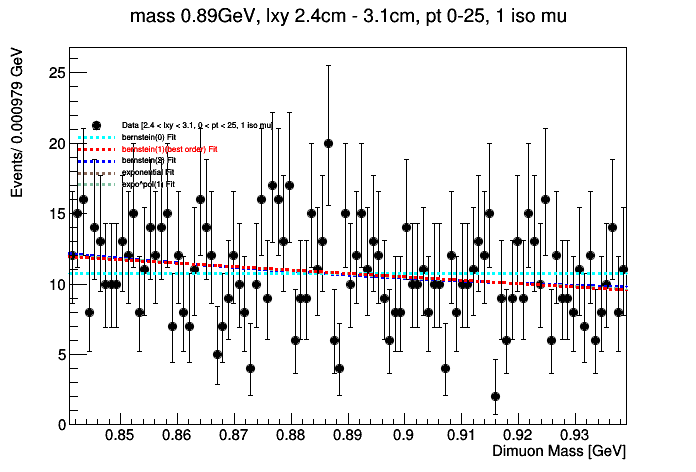 mass 0.89GeV, lxy 2.4cm - 3.1cm, pt 0-25, 1 iso mu
Events/ 0.000979 GeV
25
20
15
10
5
0
Data [2.4 < lxy < 3.1, 0 < pt < 25, 1 iso mu
bernstein(0) Fit
bernstein(1)(best order) Fit
bernstein(2) Fit
exponential Fit
expo*pol(1) Fit
0.85 0.86 0.87 0.88 0.89 0.9 0.91 0.92 0.93
Dimuon Mass [GeV]